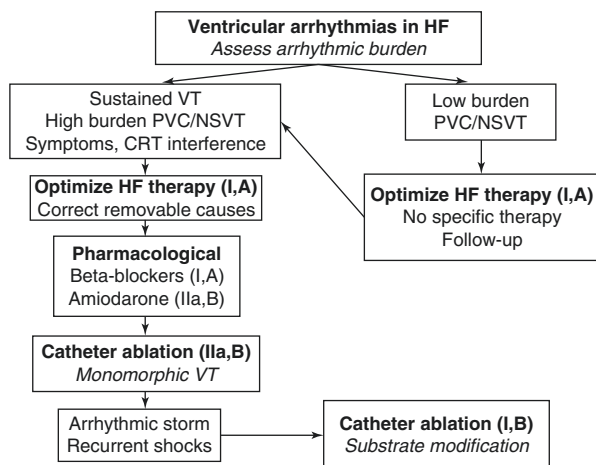 Ventricular arrhythmias in HF
Assess arrhythmic burden
Sustained VT
High burden PVC/NSVT
Symptoms, CRT interference
Low burden
PVC/NSVT
Optimize HF therapy (I,A)
Correct removable causes
Optimize HF therapy (I,A)
No specific therapy
Follow-up
Pharmacological
Beta-blockers (I,A)
Amiodarone (IIa,B)
Catheter ablation (IIa,B)
Monomorphic VT
Arrhythmic storm
Recurrent shocks
Catheter ablation (I,B)
Substrate modification